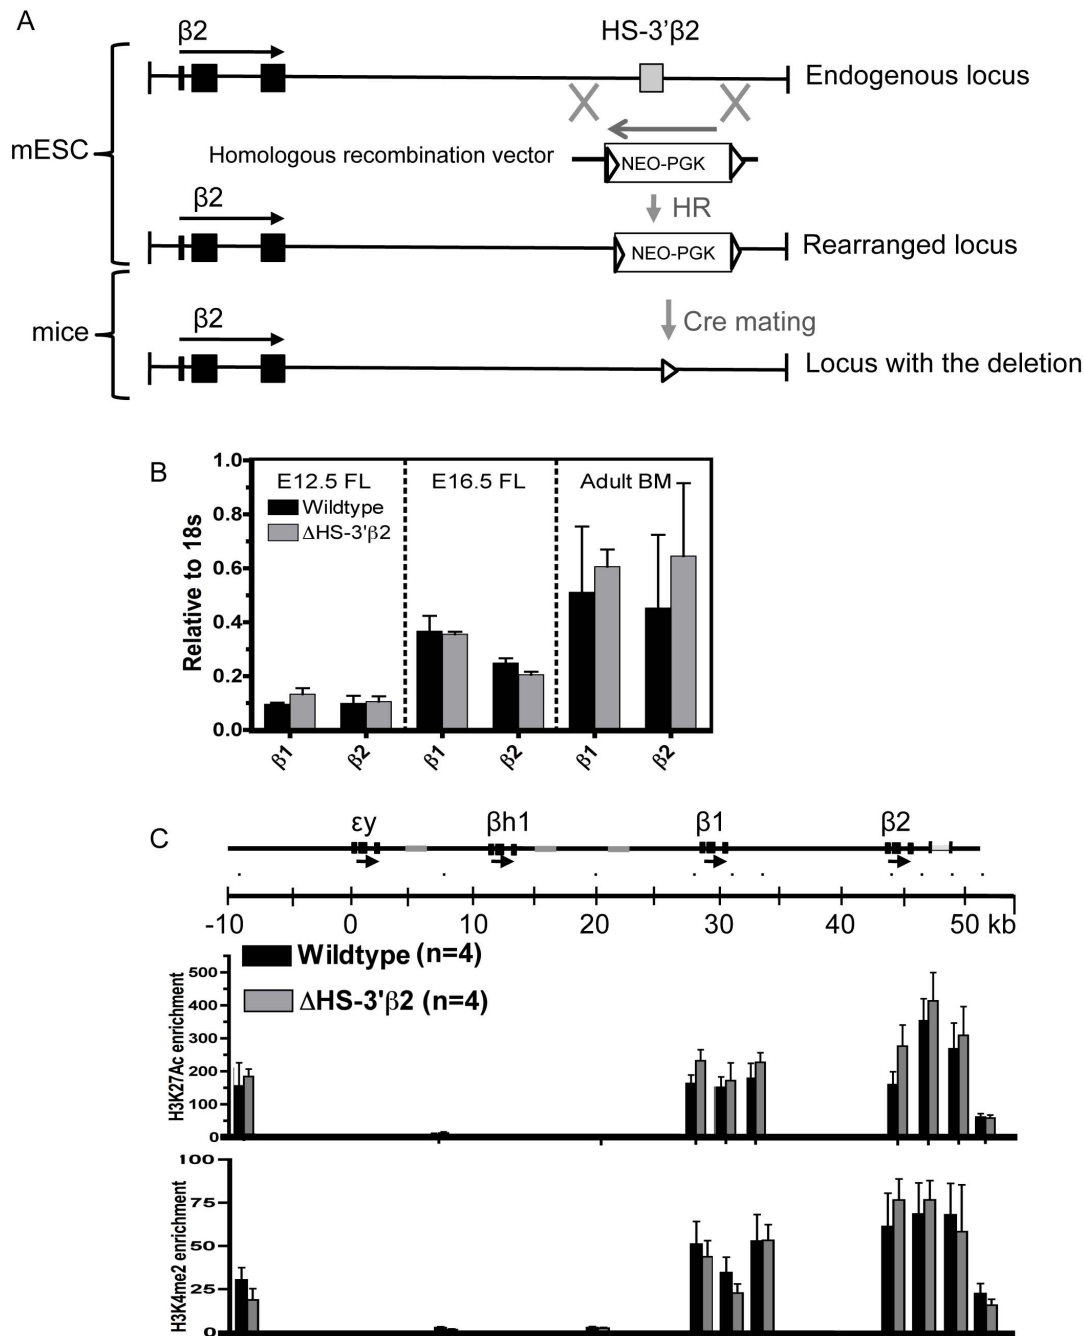 A
β2
HS-3'β2
Endogenous locus
mESC
Homologous recombination vector
NEO-PGK
HR
β2
NEO-PGK
Rearranged locus
mice
β2
Cre mating
Locus with the deletion
B
1.0
0.8
0.6
0.4
0.2
0.0
Relative to 18s
E12.5 FL
E16.5 FL
Adult BM
Wildtype
ΔHS-3'β2
β1
β2
β1
β2
β1
β2
C
εy
βh1
β1
β2
-10 0 10 20 30 40 50 kb
Wildtype (n=4)
ΔHS-3'β2 (n=4)
H3K27Ac enrichment
500
400
300
200
100
0
H3K4me2 enrichment
100
75
50
25
0